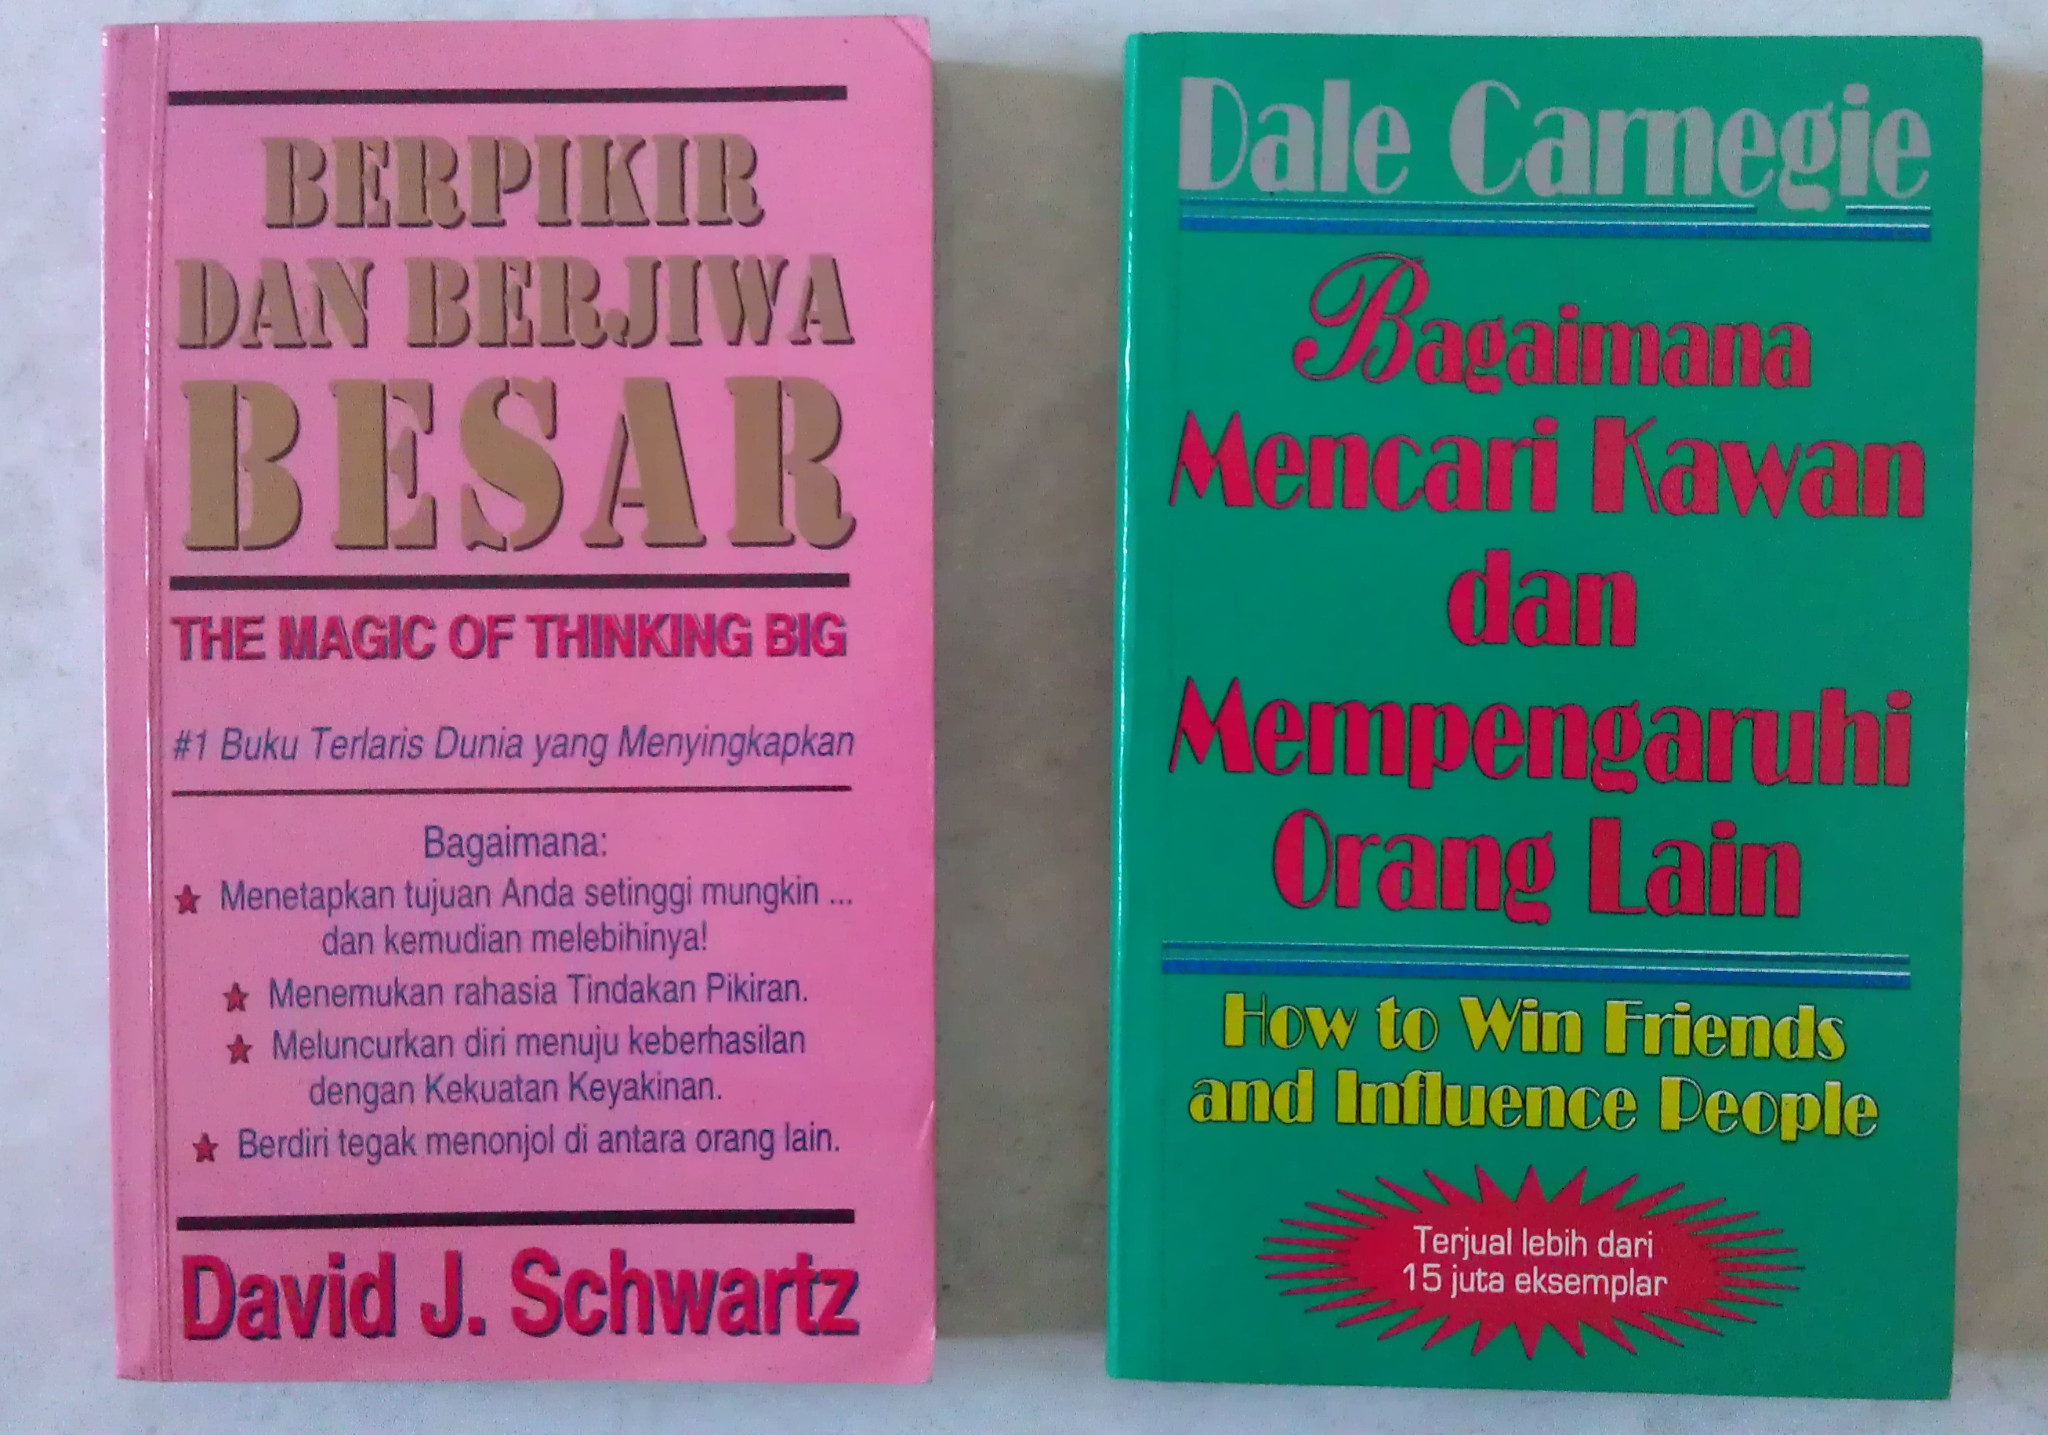 BERPIKIR
DAN BERJIWA
BESAR
THE MAGIC OF THINKING BIG
#1 Buku Terlaris Dunia yang Menyingkapkan
Bagaimana:
★ Menetapkan tujuan Anda setinggi mungkin ...
dan kemudian melebihinya!
★ Menemukan rahasia Tindakan Pikiran.
★ Meluncurkan diri menuju keberhasilan
dengan Kekuatan Keyakinan.
★ Berdiri tegak menonjol di antara orang lain.
David J. Schwartz
Dale Carnegie
Bagaimana
Mencari Kawan
dan
Mempengaruhi
Orang Lain
How to Win Friends
and Influence People
Terjual lebih dari
15 juta eksemplar